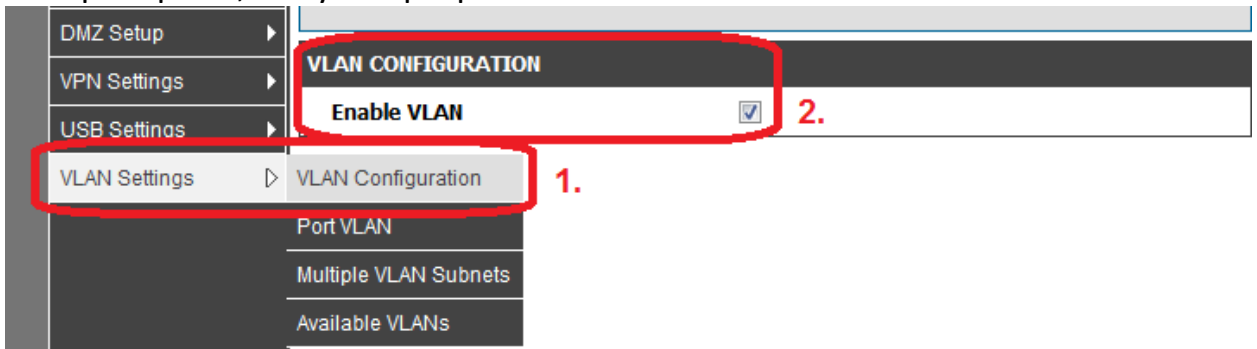 DMZ Setup
VPN Settings
USB Settings
VLAN Settings
VLAN CONFIGURATION
Enable VLAN
2.
VLAN Configuration
1.
Port VLAN
Multiple VLAN Subnets
Available VLANs